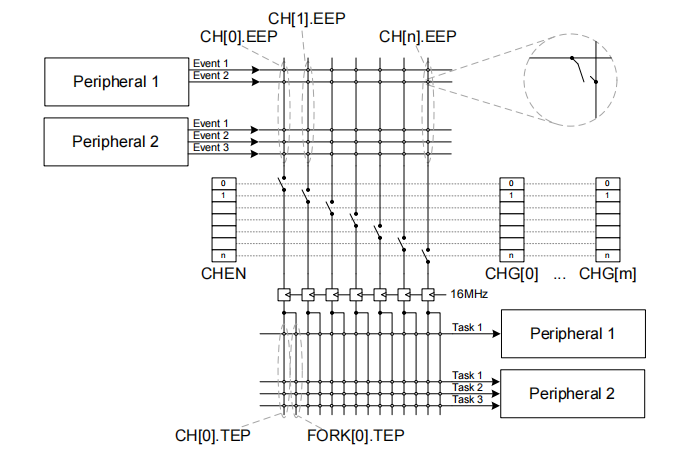 CH[1].EEP
CH[0].EEP
CH[n].EEP
Peripheral 1
Event 1
Event 2
Peripheral 2
Event 1
Event 2
Event 3
0
1
n
0
1
n
0
1
n
CHEN
CHG[0] ... CHG[m]
16MHz
Task 1
Peripheral 1
Task 1
Task 2
Task 3
Peripheral 2
CH[0].TEP
FORK[0].TEP